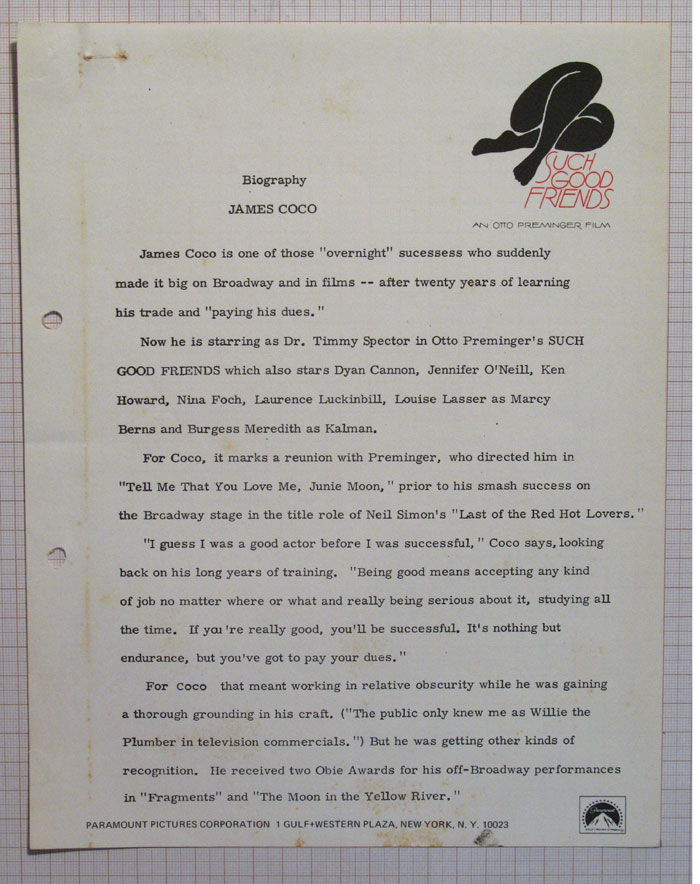 SUCH
GOOD
FRIENDS
AN OTTO PREMINGER FILM
Biography
JAMES COCO
James Coco is one of those "overnight" sucessess who suddenly
made it big on Broadway and in films -- after twenty years of learning
his trade and "paying his dues."
Now he is starring as Dr. Timmy Spector in Otto Preminger's SUCH
GOOD FRIENDS which also stars Dyan Cannon, Jennifer O'Neill, Ken
Howard, Nina Foch, Laurence Luckinbill, Louise Lasser as Marcy
Berns and Burgess Meredith as Kalman.
For Coco, it marks a reunion with Preminger, who directed him in
"Tell Me That You Love Me, Junie Moon," prior to his smash success on
the Broadway stage in the title role of Neil Simon's "Last of the Red Hot Lovers."
"I guess I was a good actor before I was successful," Coco says, looking
back on his long years of training. "Being good means accepting any kind
of job no matter where or what and really being serious about it, studying all
the time. If you're really good, you'll be successful. It's nothing but
endurance, but you've got to pay your dues."
For Coco that meant working in relative obscurity while he was gaining
a thorough grounding in his craft. ("The public only knew me as Willie the
Plumber in television commercials.") But he was getting other kinds of
recognition. He received two Obie Awards for his off-Broadway performances
in "Fragments" and "The Moon in the Yellow River."
PARAMOUNT PICTURES CORPORATION 1 GULF+WESTERN PLAZA, NEW YORK, N. Y. 10023
Paramount